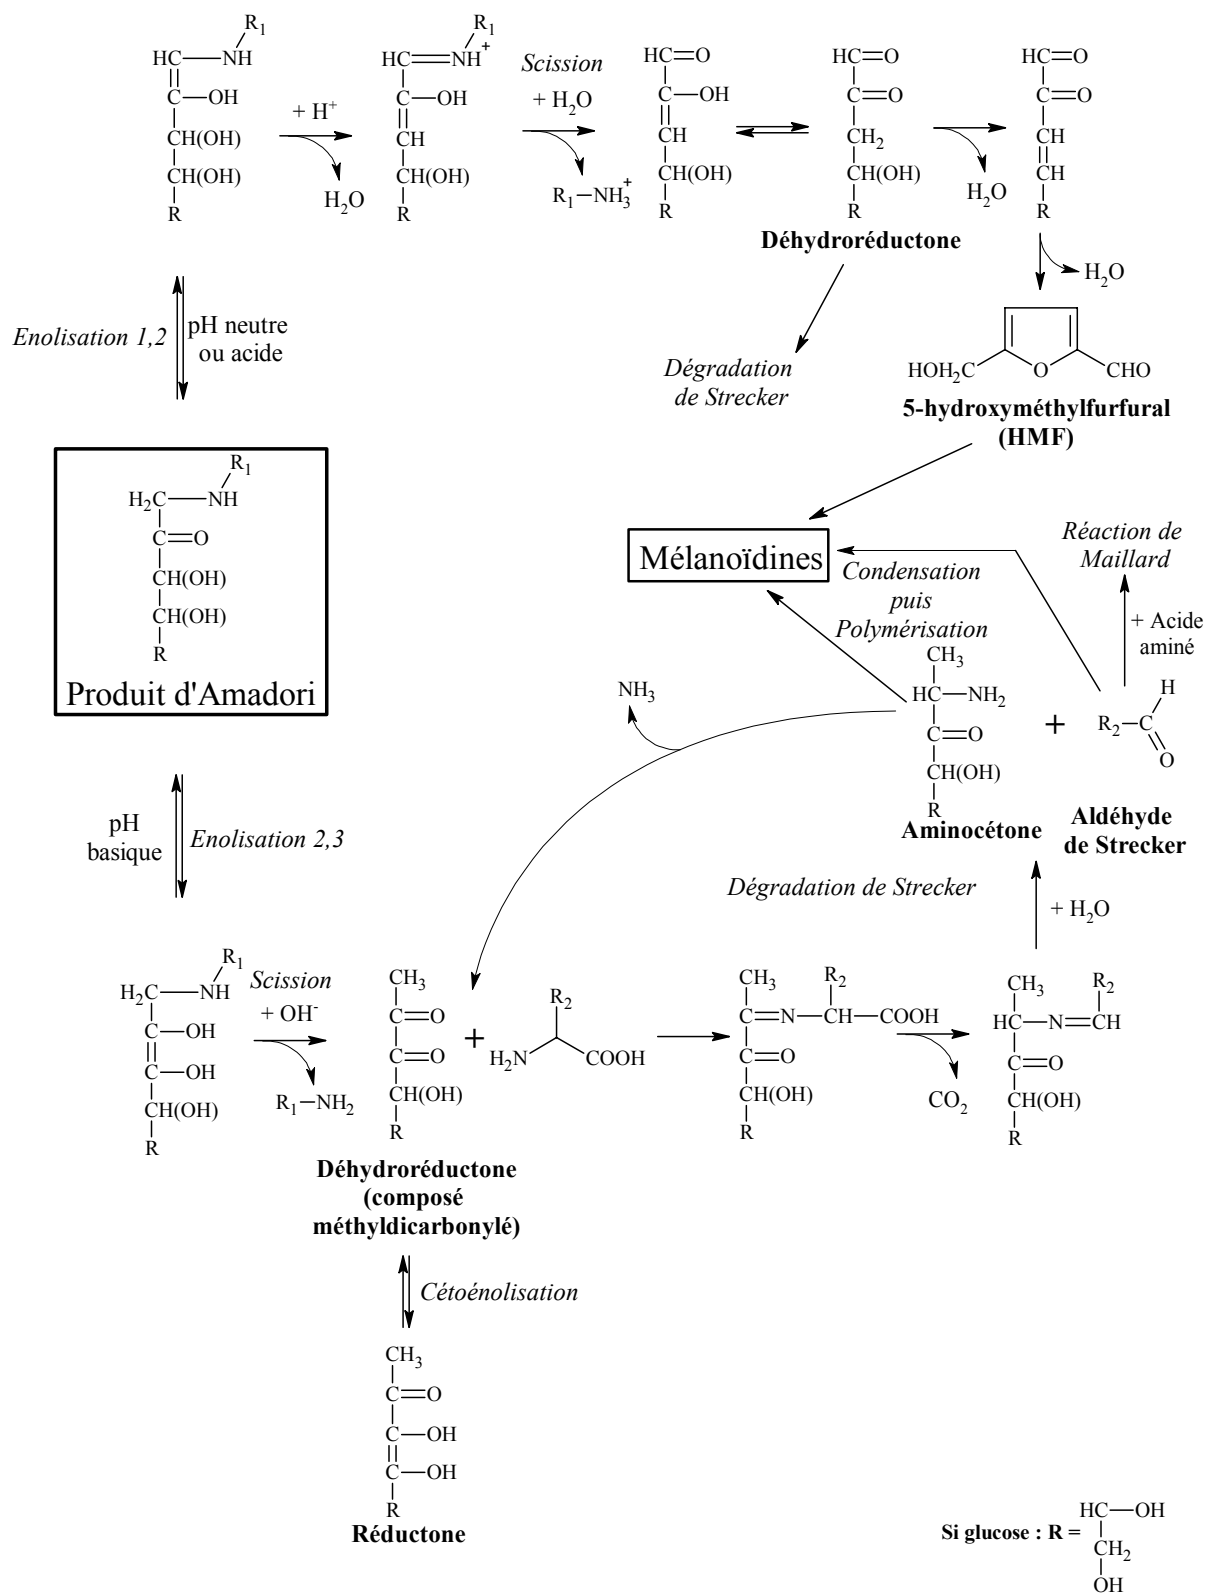 R₁
HC NH
C OH
CH(OH)
CH(OH)
R
+ H⁺
H₂O
R₁
HC NH⁺
C OH
CH
CH(OH)
R
Scission
+ H₂O
R₁ NH₃⁺
HC O
C OH
CH
CH(OH)
R
HC O
C O
CH₂
CH(OH)
R
Déhydroréductone
H₂O
HC O
C O
CH
CH
R
H₂O
Enolisation 1,2
pH neutre
ou acide
Dégradation
de Strecker
HOH₂C O CHO
5-hydroxyméthylfurfural
(HMF)
R₁
H₂C NH
C O
CH(OH)
CH(OH)
R
Produit d'Amadori
Mélanoïdines
Condensation
puis
Polymérisation
Réaction de
Maillard
+ Acide
aminé
NH₃
CH₃
HC NH₂
C O
CH(OH)
R
Aminocétone
+
H
R₂ C
O
Aldéhyde
de Strecker
pH
basique
Enolisation 2,3
Dégradation de Strecker
+ H₂O
R₁
H₂C NH
C OH
C OH
CH(OH)
R
Scission
+ OH⁻
R₁ NH₂
CH₃
C O
C O
CH(OH)
R
Déhydroréductone
(composé
méthyldicarbonylé)
+
R₂
H₂N COOH
CH₃ R₂
C N CH COOH
C O
CH(OH)
R
CO₂
CH₃ R₂
HC N CH
C O
CH(OH)
R
Cétoénolisation
CH₃
C O
C OH
C OH
R
Réductone
Si glucose : R =
HC OH
CH₂
OH